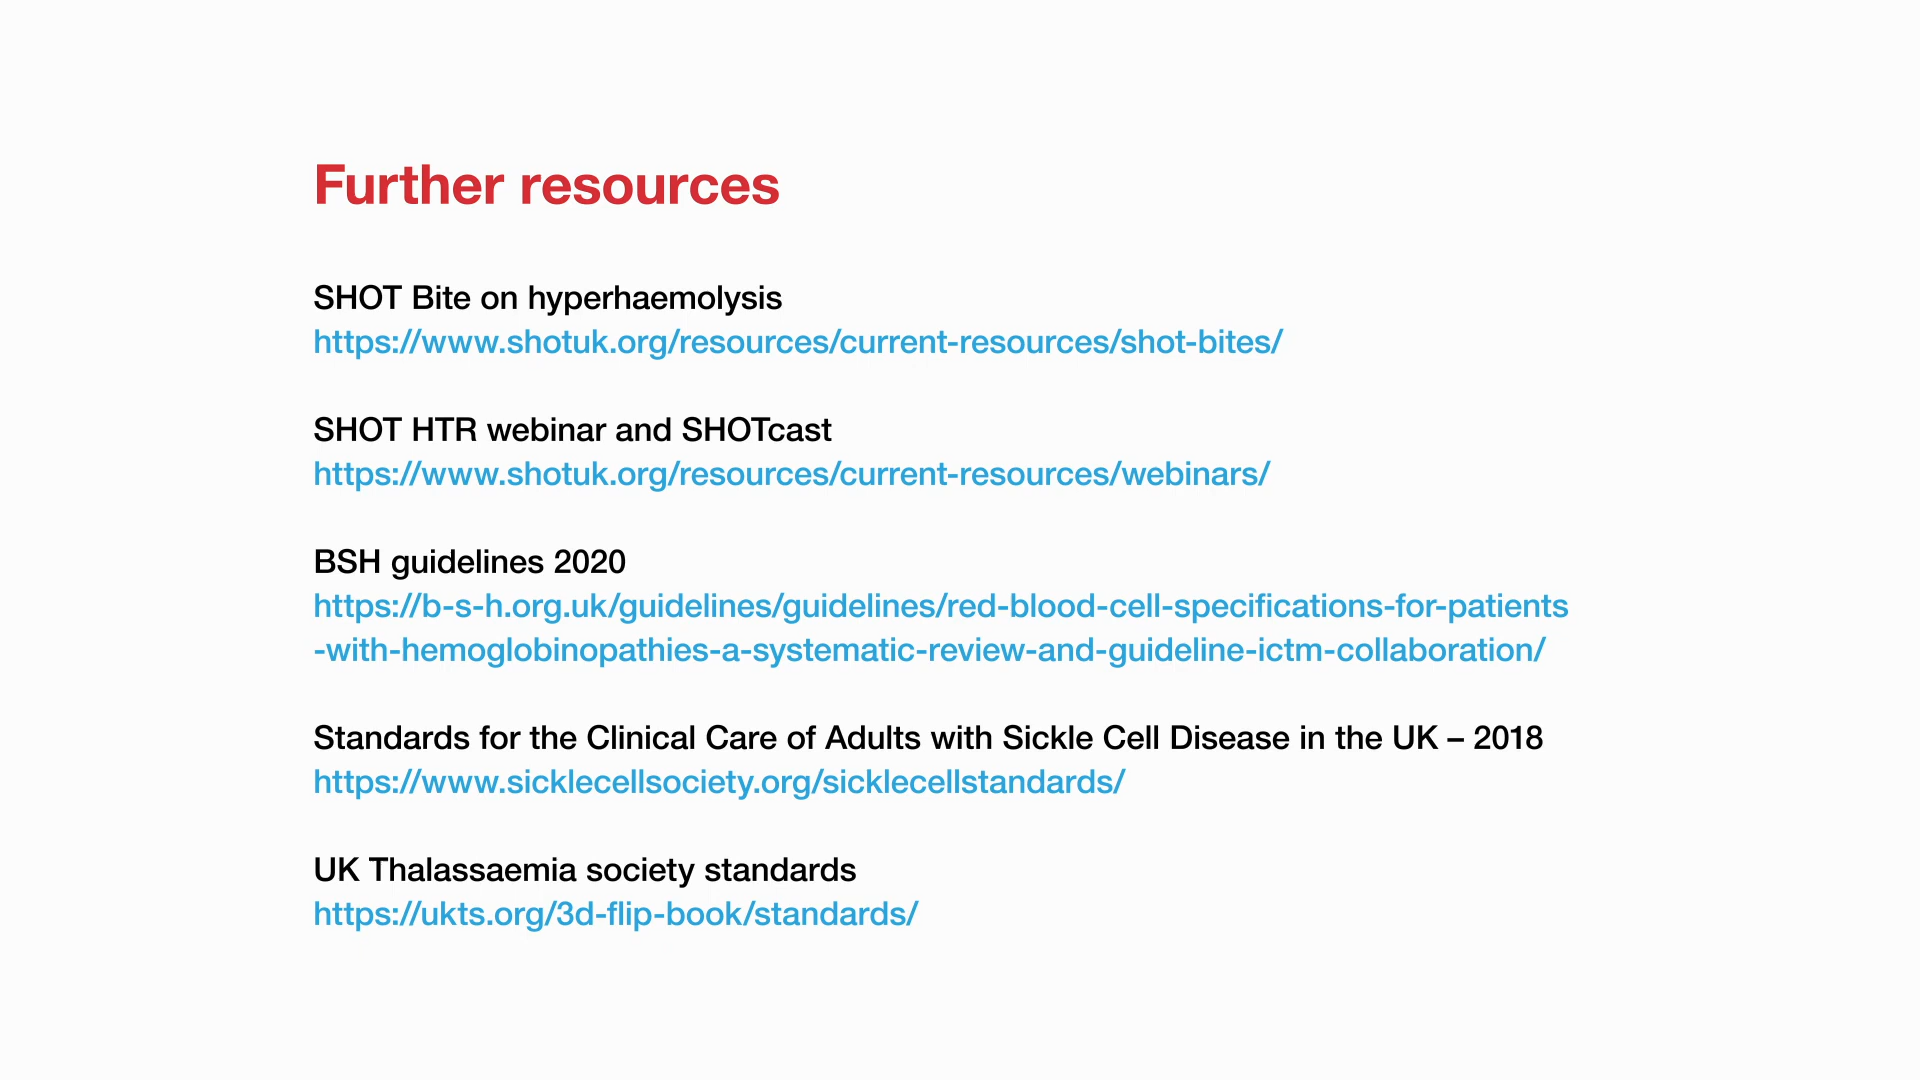 Further resources
SHOT Bite on hyperhaemolysis
https://www.shotuk.org/resources/current-resources/shot-bites/
SHOT HTR webinar and SHOTcast
https://www.shotuk.org/resources/current-resources/webinars/
BSH guidelines 2020
https://b-s-h.org.uk/guidelines/guidelines/red-blood-cell-specifications-for-patients
-with-hemoglobinopathies-a-systematic-review-and-guideline-ictm-collaboration/
Standards for the Clinical Care of Adults with Sickle Cell Disease in the UK – 2018
https://www.sicklecellsociety.org/sicklecellstandards/
UK Thalassaemia society standards
https://ukts.org/3d-flip-book/standards/